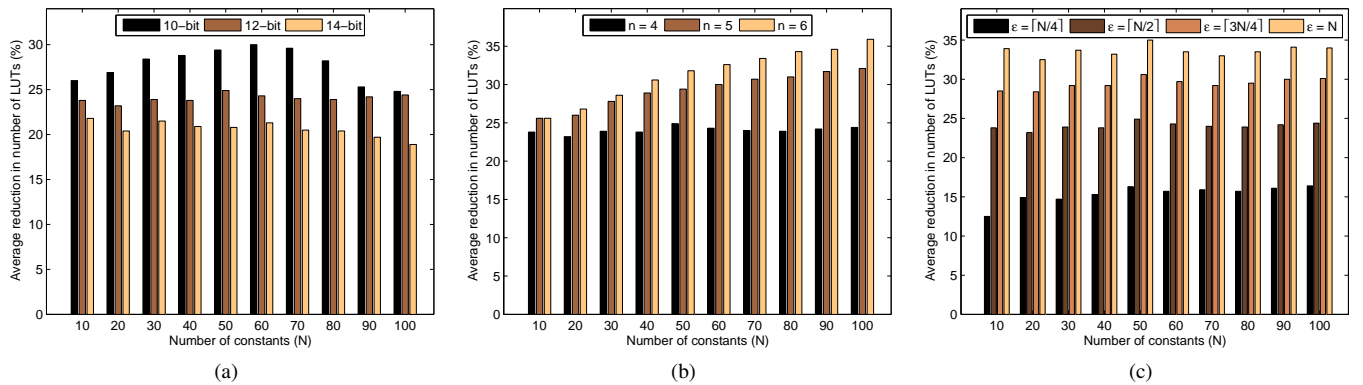 10−bit 12−bit 14−bit
Average reduction in number of LUTs (%)
30
25
20
15
10
5
0
10 20 30 40 50 60 70 80 90 100
Number of constants (N)
(a)
n = 4 n = 5 n = 6
Average reduction in number of LUTs (%)
35
30
25
20
15
10
5
0
10 20 30 40 50 60 70 80 90 100
Number of constants (N)
(b)
ε = ⌈N/4⌉ ε = ⌈N/2⌉ ε = ⌈3N/4⌉ ε = N
Average reduction in number of LUTs (%)
35
30
25
20
15
10
5
0
10 20 30 40 50 60 70 80 90 100
Number of constants (N)
(c)